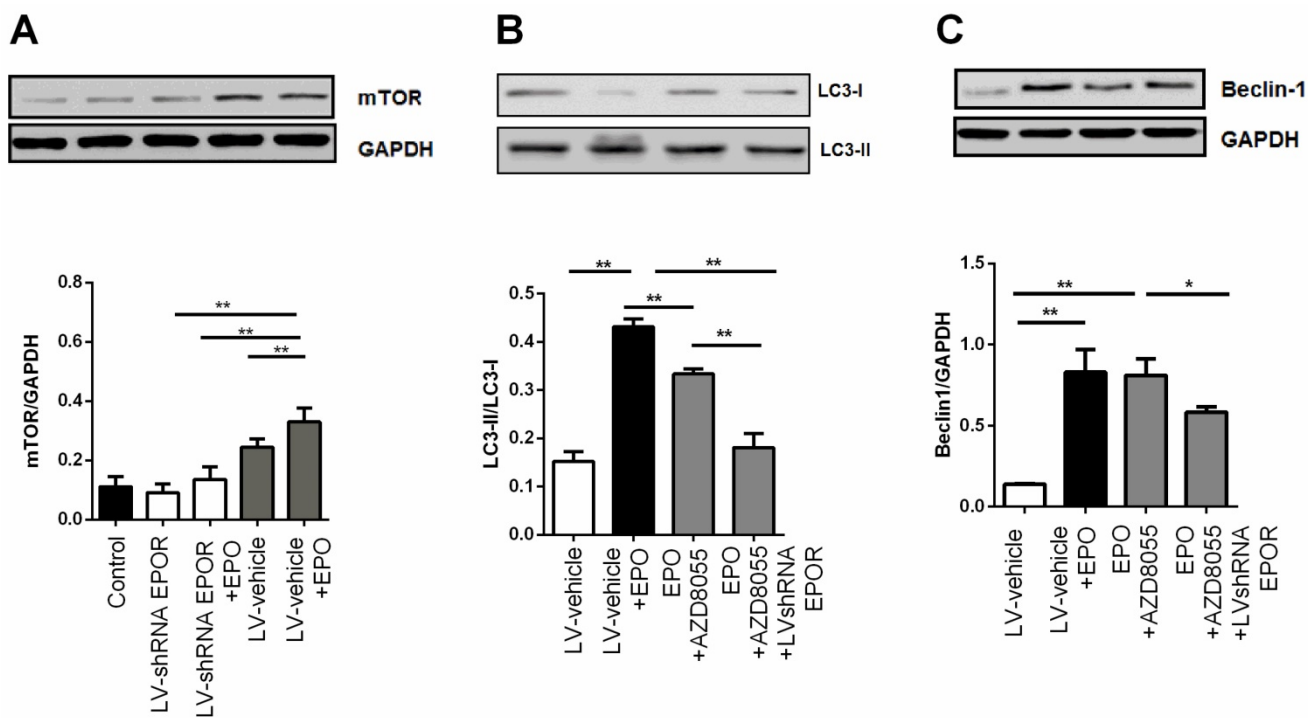 A
mTOR
GAPDH
mTOR/GAPDH
0.8
0.6
0.4
0.2
0.0
**
**
**
Control
LV-shRNA EPOR
LV-shRNA EPOR
+EPO
LV-vehicle
LV-vehicle
+EPO
B
LC3-I
LC3-II
LC3-II/LC3-I
0.5
0.4
0.3
0.2
0.1
0.0
**
**
**
**
LV-vehicle
LV-vehicle
+EPO
EPO
+AZD8055
EPO
+AZD8055
+LVshRNA
EPOR
C
Beclin-1
GAPDH
Beclin1/GAPDH
1.5
1.0
0.5
0.0
**
*
**
LV-vehicle
LV-vehicle
+EPO
EPO
+AZD8055
EPO
+AZD8055
+LVshRNA
EPOR